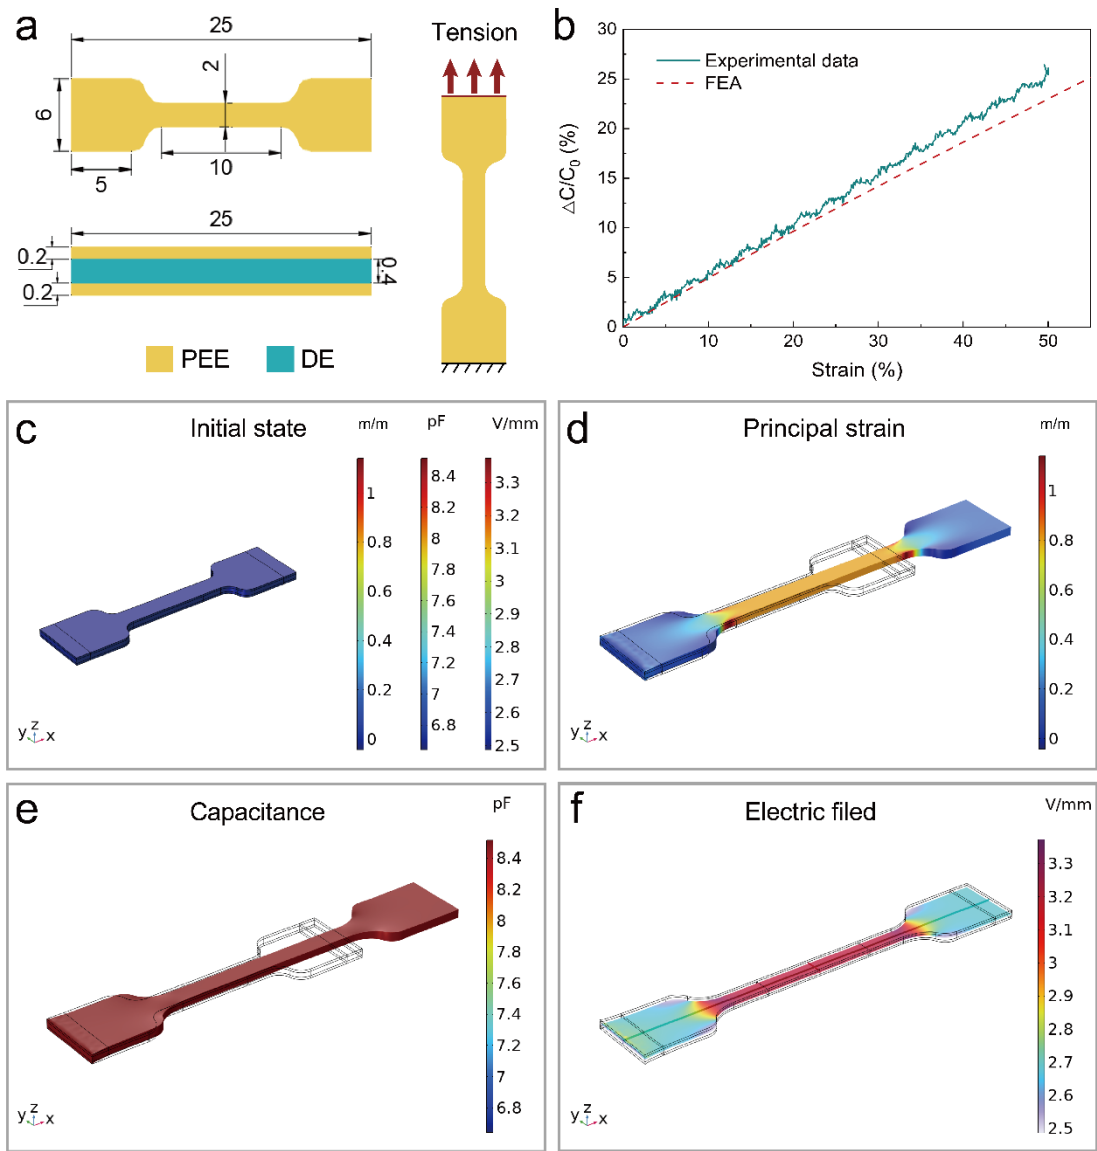 a
25
2
6
10
5
25
0.2
0.4
0.2
PEE
DE
Tension
b
30
25
20
15
10
5
0
ΔC/C0 (%)
Experimental data
FEA
0
10
20
30
40
50
Strain (%)
c
Initial state
m/m
pF
V/mm
1
0.8
0.6
0.4
0.2
0
8.4
8.2
8
7.8
7.6
7.4
7.2
7
6.8
3.3
3.2
3.1
3
2.9
2.8
2.7
2.6
2.5
y z x
d
Principal strain
m/m
1
0.8
0.6
0.4
0.2
0
y z x
e
Capacitance
pF
8.4
8.2
8
7.8
7.6
7.4
7.2
7
6.8
y z x
f
Electric filed
V/mm
3.3
3.2
3.1
3
2.9
2.8
2.7
2.6
2.5
y z x